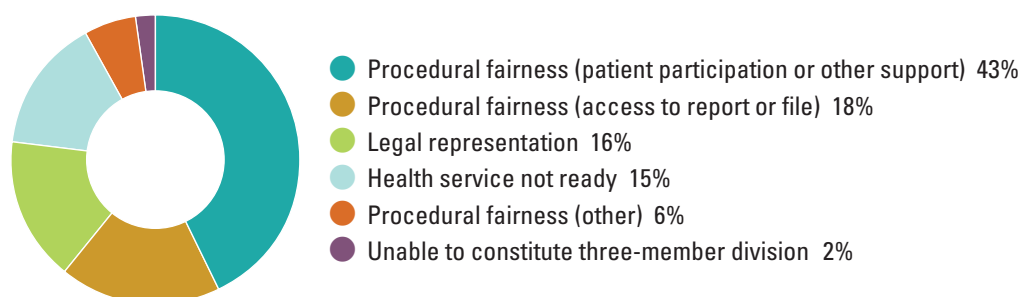 Procedural fairness (patient participation or other support) 43%
Procedural fairness (access to report or file) 18%
Legal representation 16%
Health service not ready 15%
Procedural fairness (other) 6%
Unable to constitute three-member division 2%